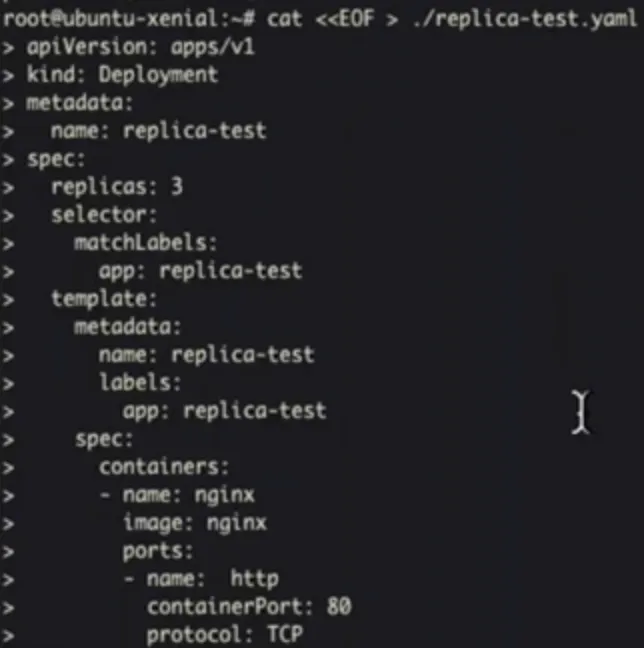 root@ubuntu-xenial:~# cat <<EOF > ./replica-test.yaml
> apiVersion: apps/v1
> kind: Deployment
> metadata:
>   name: replica-test
> spec:
>   replicas: 3
>   selector:
>     matchLabels:
>       app: replica-test
>   template:
>     metadata:
>       name: replica-test
>       labels:
>         app: replica-test
>     spec:
>       containers:
>       - name: nginx
>         image: nginx
>         ports:
>         - name:  http
>           containerPort: 80
>           protocol: TCP